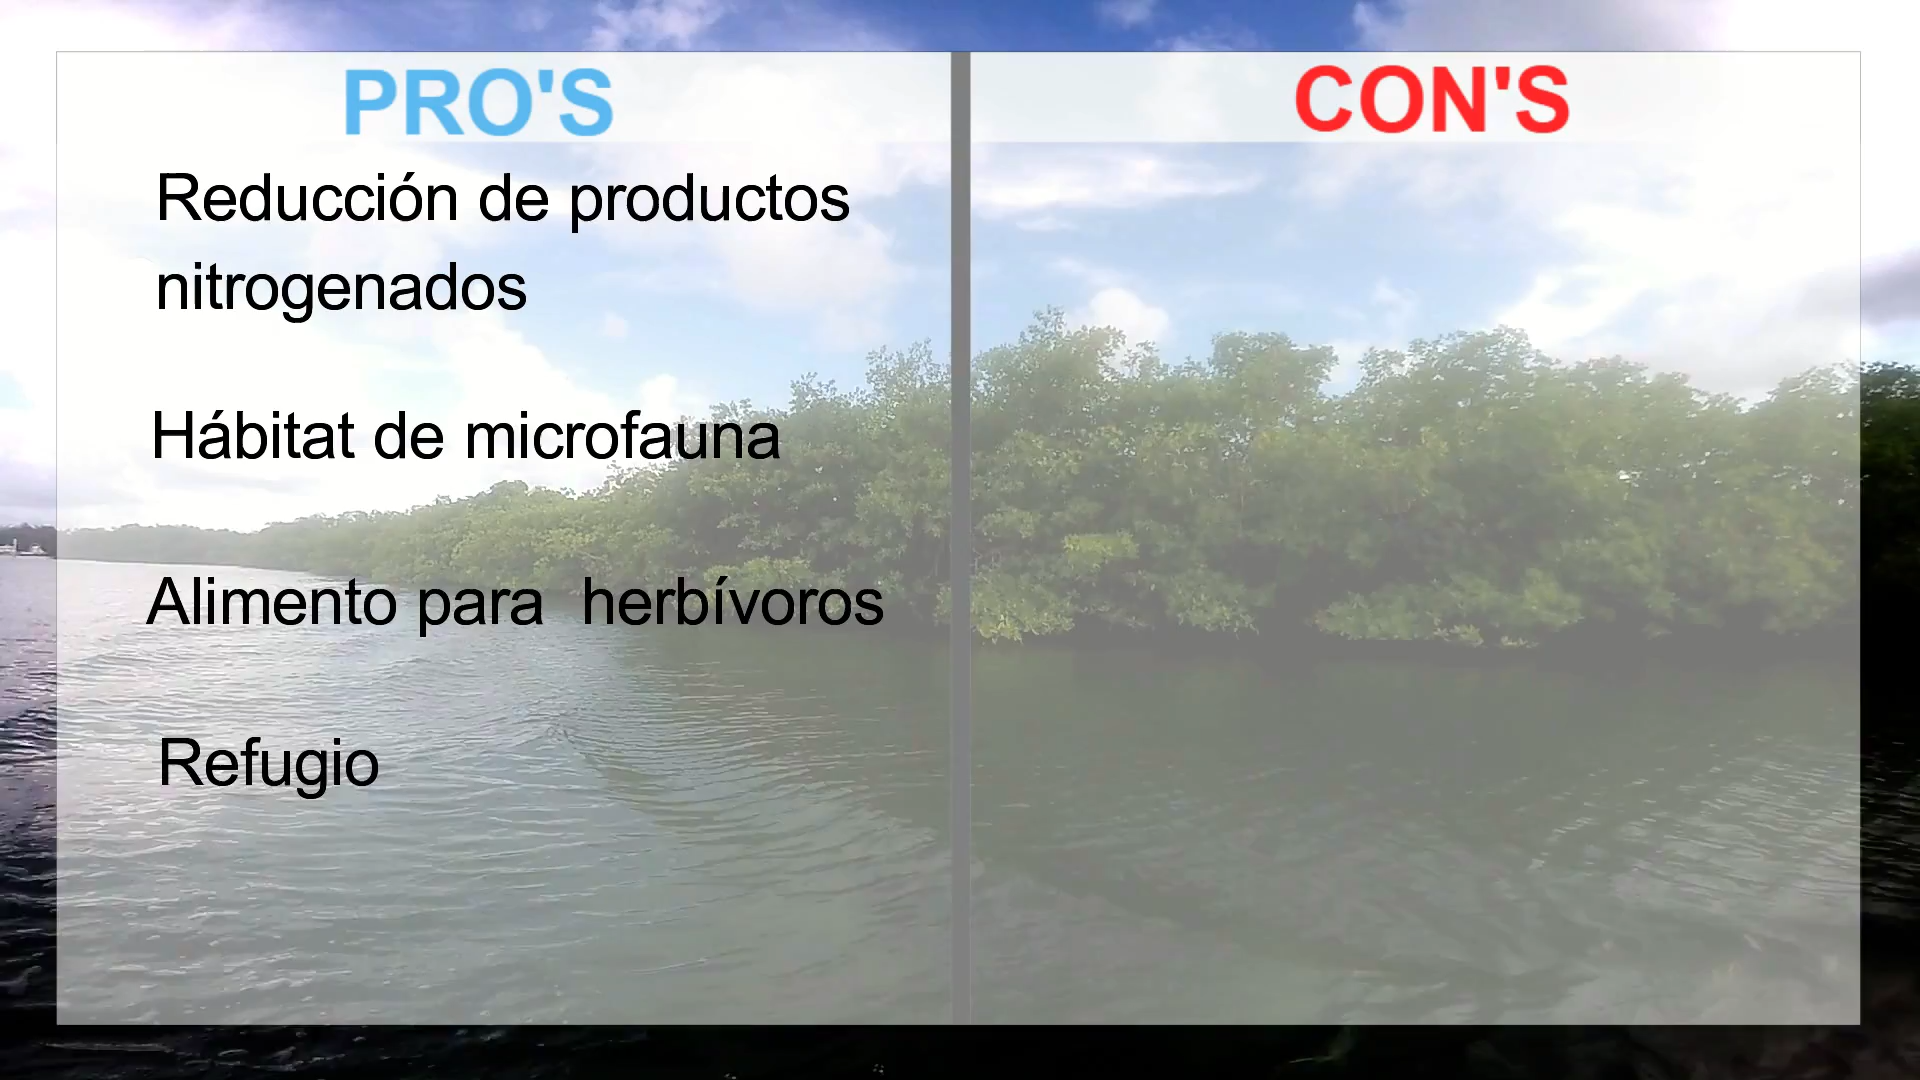 PRO'S
CON'S
Reducción de productos
nitrogenados
Hábitat de microfauna
Alimento para  herbívoros
Refugio